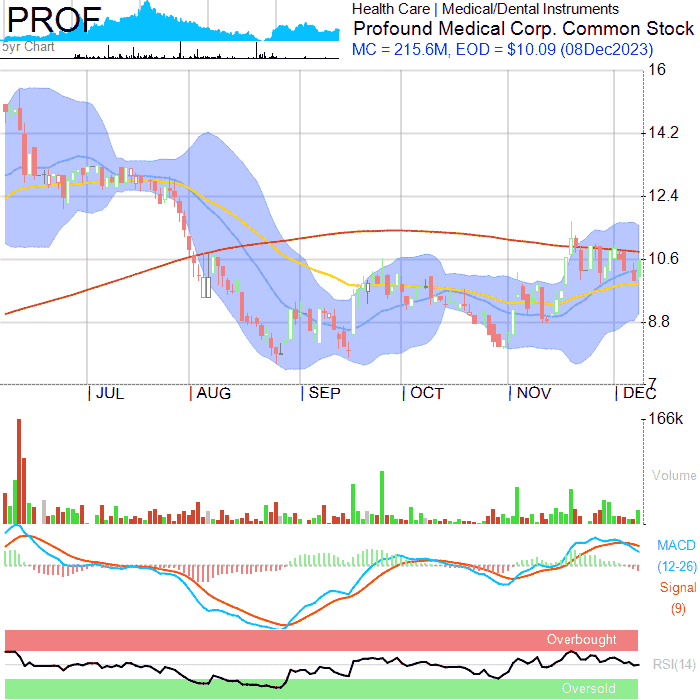 PROF
Health Care | Medical/Dental Instruments
Profound Medical Corp. Common Stock
5yr Chart
MC = 215.6M, EOD = $10.09 (08Dec2023)
16
14.2
12.4
10.6
8.8
7
JUL
AUG
SEP
OCT
NOV
DEC
166k
Volume
MACD
(12-26)
Signal
(9)
Overbought
RSI(14)
Oversold